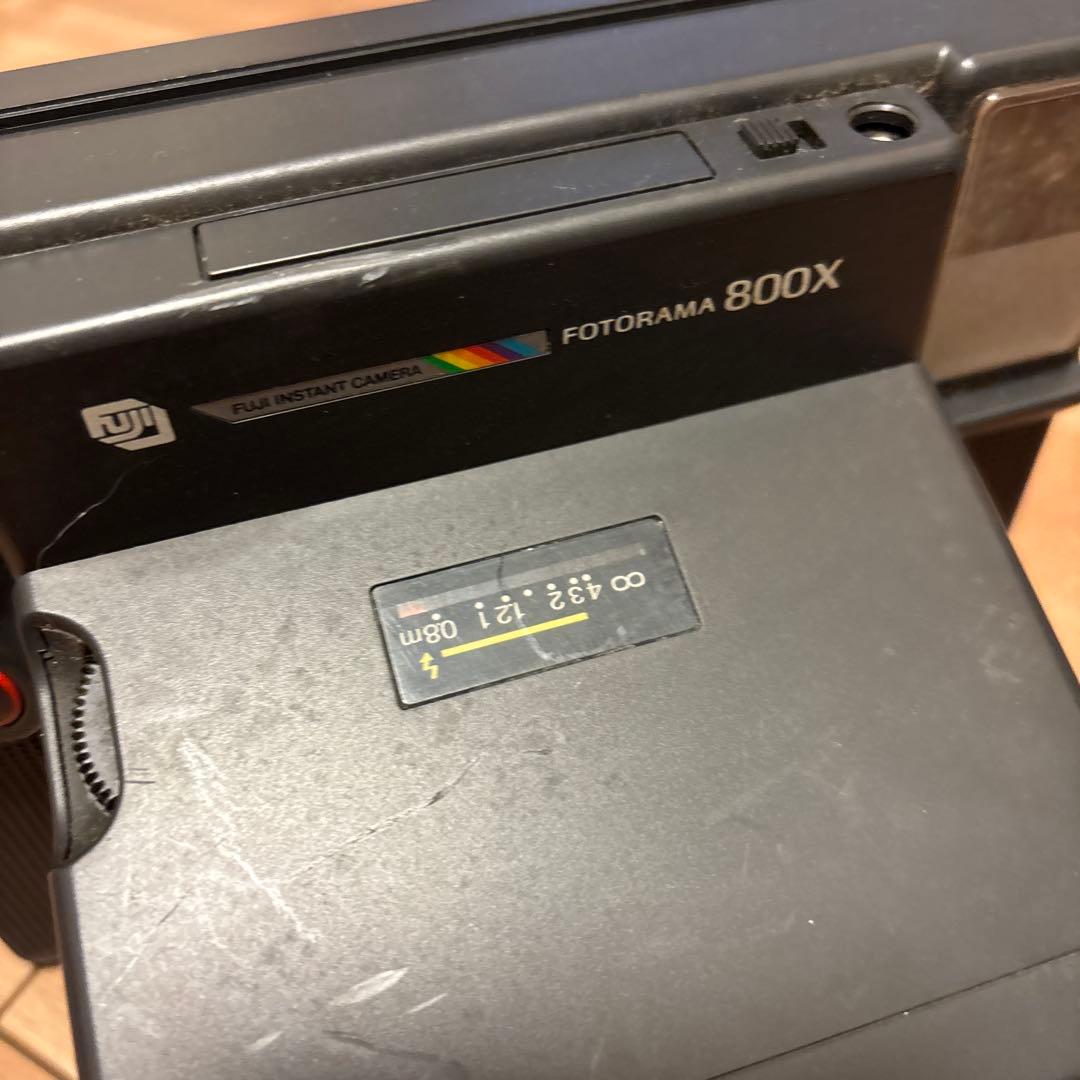 FUJI
FUJI INSTANT CAMERA
FOTORAMA 800X
0.8m 1 1.2 2 3 4 ∞